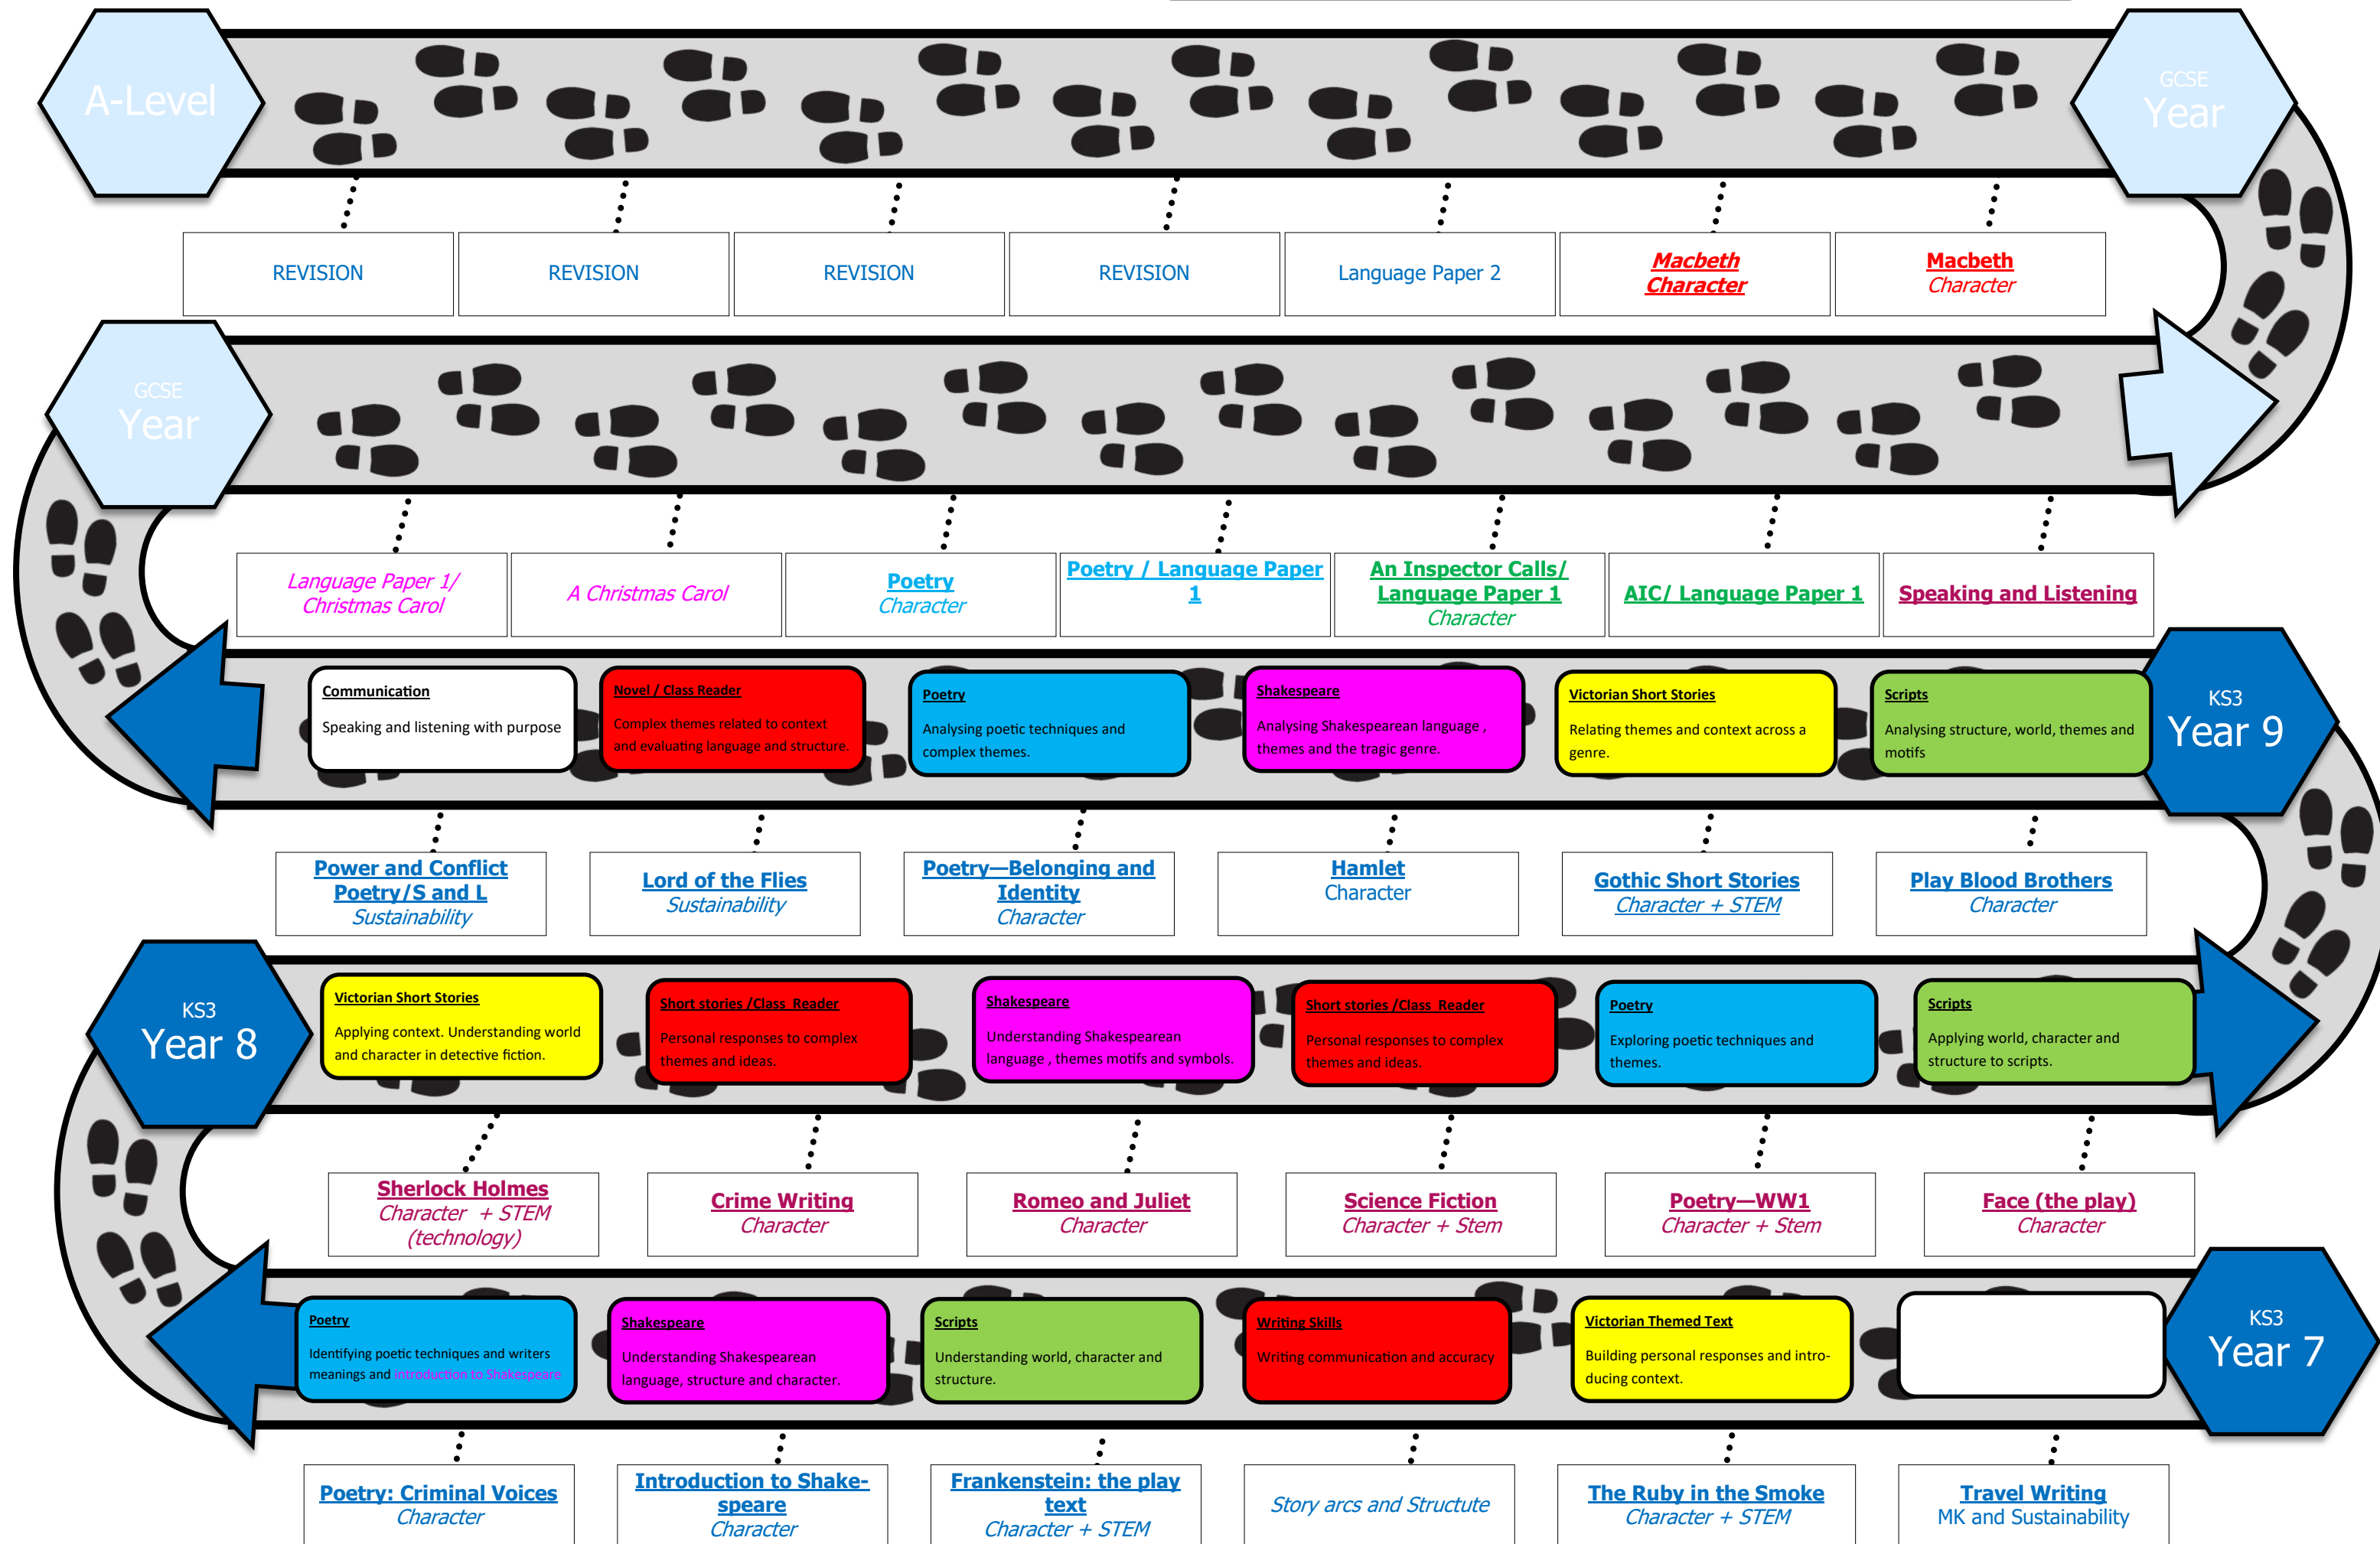 A-Level
GCSE
Year
REVISION
REVISION
REVISION
REVISION
Language Paper 2
Macbeth
Character
Macbeth
Character
GCSE
Year
Language Paper 1/
Christmas Carol
A Christmas Carol
Poetry
Character
Poetry / Language Paper
1
An Inspector Calls/
Language Paper 1
Character
AIC/ Language Paper 1
Speaking and Listening
Communication
Speaking and listening with purpose
Novel / Class Reader
Complex themes related to context
and evaluating language and structure.
Poetry
Analysing poetic techniques and
complex themes.
Shakespeare
Analysing Shakespearean language ,
themes and the tragic genre.
Victorian Short Stories
Relating themes and context across a
genre.
Scripts
Analysing structure, world, themes and
motifs
KS3
Year 9
Power and Conflict
Poetry/S and L
Sustainability
Lord of the Flies
Sustainability
Poetry—Belonging and
Identity
Character
Hamlet
Character
Gothic Short Stories
Character + STEM
Play Blood Brothers
Character
KS3
Year 8
Victorian Short Stories
Applying context. Understanding world
and character in detective fiction.
Short stories /Class  Reader
Personal responses to complex
themes and ideas.
Shakespeare
Understanding Shakespearean
language , themes motifs and symbols.
Short stories /Class  Reader
Personal responses to complex
themes and ideas.
Poetry
Exploring poetic techniques and
themes.
Scripts
Applying world, character and
structure to scripts.
Sherlock Holmes
Character  + STEM
(technology)
Crime Writing
Character
Romeo and Juliet
Character
Science Fiction
Character + Stem
Poetry—WW1
Character + Stem
Face (the play)
Character
Poetry
Identifying poetic techniques and writers
meanings and Introduction to Shakespeare
Shakespeare
Understanding Shakespearean
language, structure and character.
Scripts
Understanding world, character and
structure.
Writing Skills
Writing communication and accuracy
Victorian Themed Text
Building personal responses and intro-
ducing context.
KS3
Year 7
Poetry: Criminal Voices
Character
Introduction to Shake-
speare
Character
Frankenstein: the play
text
Character + STEM
Story arcs and Structute
The Ruby in the Smoke
Character + STEM
Travel Writing
MK and Sustainability